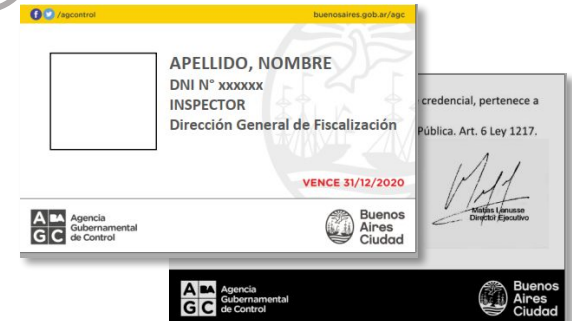 /agcontrol
buenosaires.gob.ar/agc
APELLIDO, NOMBRE
DNI N° xxxxxx
INSPECTOR
Dirección General de Fiscalización
VENCE 31/12/2020
AGC
Agencia
Gubernamental
de Control
Buenos
Aires
Ciudad
credencial, pertenece a
Pública. Art. 6 Ley 1217.
Matías Lanusse
Director Ejecutivo
AGC
Agencia
Gubernamental
de Control
Buenos
Aires
Ciudad